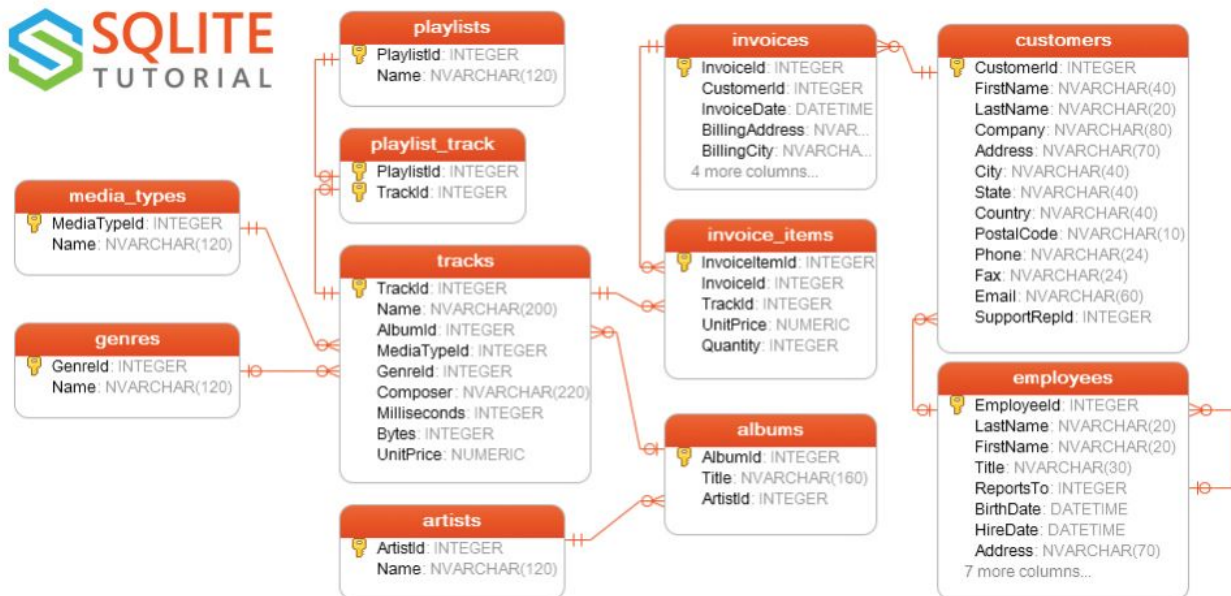 SQLITE
TUTORIAL
playlists
PlaylistId: INTEGER
Name: NVARCHAR(120)
playlist_track
PlaylistId: INTEGER
TrackId: INTEGER
media_types
MediaTypeId: INTEGER
Name: NVARCHAR(120)
genres
GenreId: INTEGER
Name: NVARCHAR(120)
tracks
TrackId: INTEGER
Name: NVARCHAR(200)
AlbumId: INTEGER
MediaTypeId: INTEGER
GenreId: INTEGER
Composer: NVARCHAR(220)
Milliseconds: INTEGER
Bytes: INTEGER
UnitPrice: NUMERIC
artists
ArtistId: INTEGER
Name: NVARCHAR(120)
invoices
InvoiceId: INTEGER
CustomerId: INTEGER
InvoiceDate: DATETIME
BillingAddress: NVAR...
BillingCity: NVARCHA...
4 more columns...
invoice_items
InvoiceItemId: INTEGER
InvoiceId: INTEGER
TrackId: INTEGER
UnitPrice: NUMERIC
Quantity: INTEGER
albums
AlbumId: INTEGER
Title: NVARCHAR(160)
ArtistId: INTEGER
customers
CustomerId: INTEGER
FirstName: NVARCHAR(40)
LastName: NVARCHAR(20)
Company: NVARCHAR(80)
Address: NVARCHAR(70)
City: NVARCHAR(40)
State: NVARCHAR(40)
Country: NVARCHAR(40)
PostalCode: NVARCHAR(10)
Phone: NVARCHAR(24)
Fax: NVARCHAR(24)
Email: NVARCHAR(60)
SupportRepId: INTEGER
employees
EmployeeId: INTEGER
LastName: NVARCHAR(20)
FirstName: NVARCHAR(20)
Title: NVARCHAR(30)
ReportsTo: INTEGER
BirthDate: DATETIME
HireDate: DATETIME
Address: NVARCHAR(70)
7 more columns...